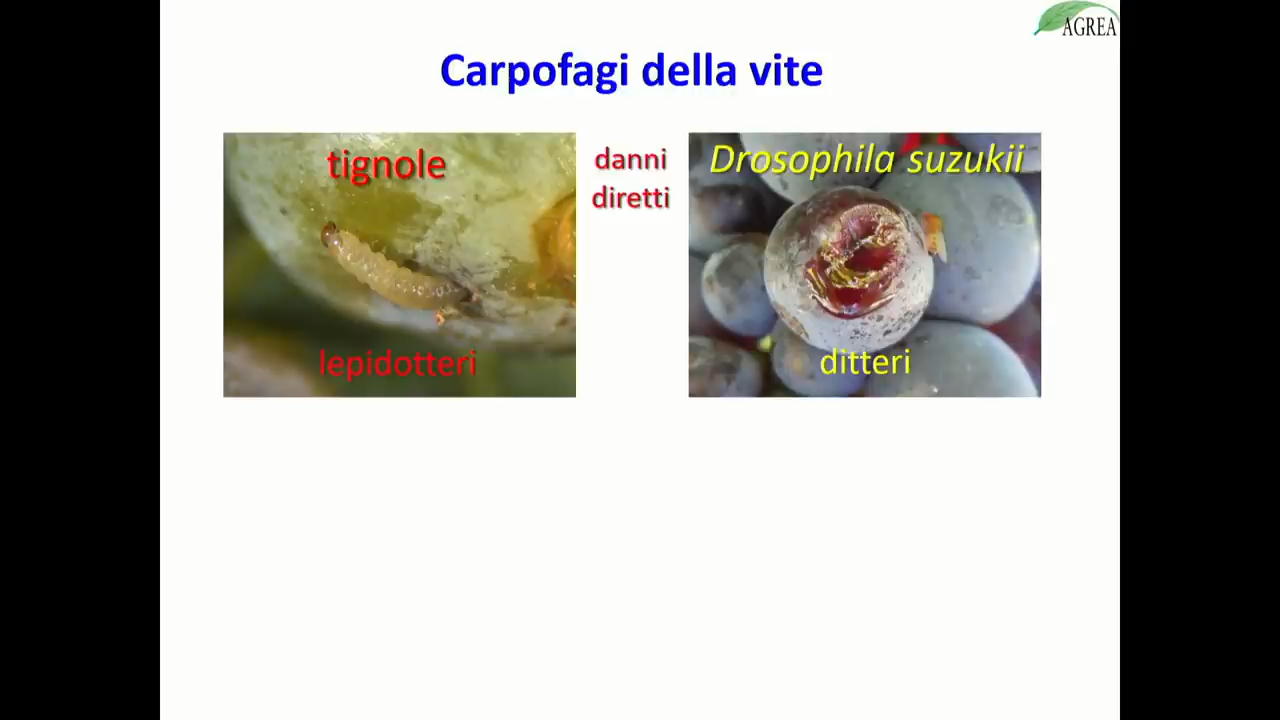 AGREA
Carpofagi della vite
tignole
danni
diretti
Drosophila suzukii
lepidotteri
ditteri